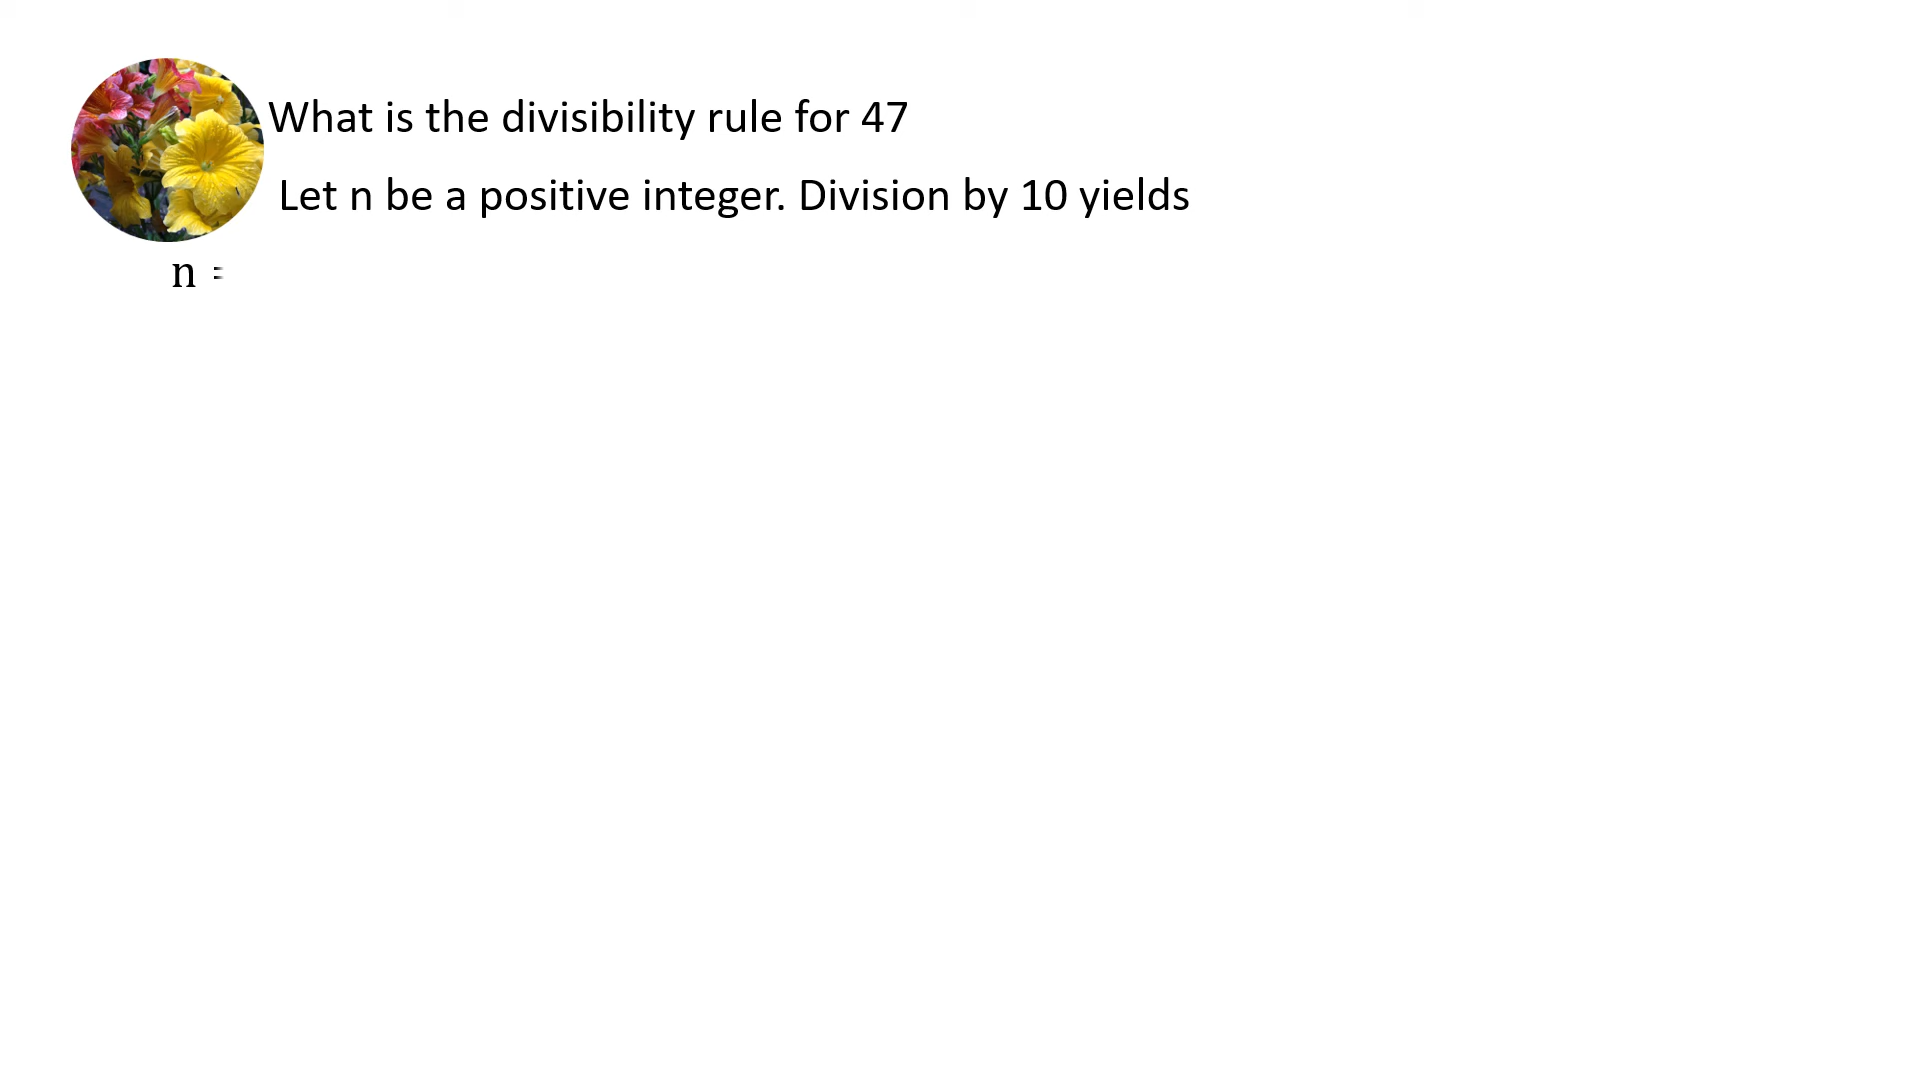 What is the divisibility rule for 47
Let n be a positive integer. Division by 10 yields
n =